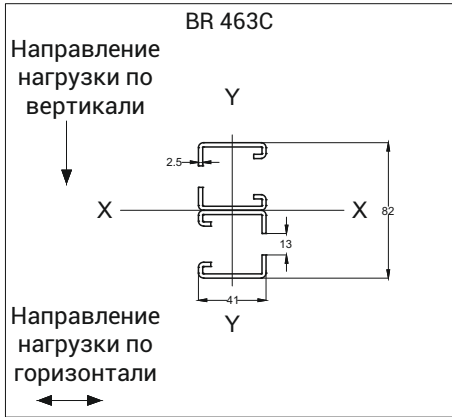 BR 463C
Направление
нагрузки по
вертикали
Y
2.5
X
X
82
13
41
Y
Направление
нагрузки по
горизонтали